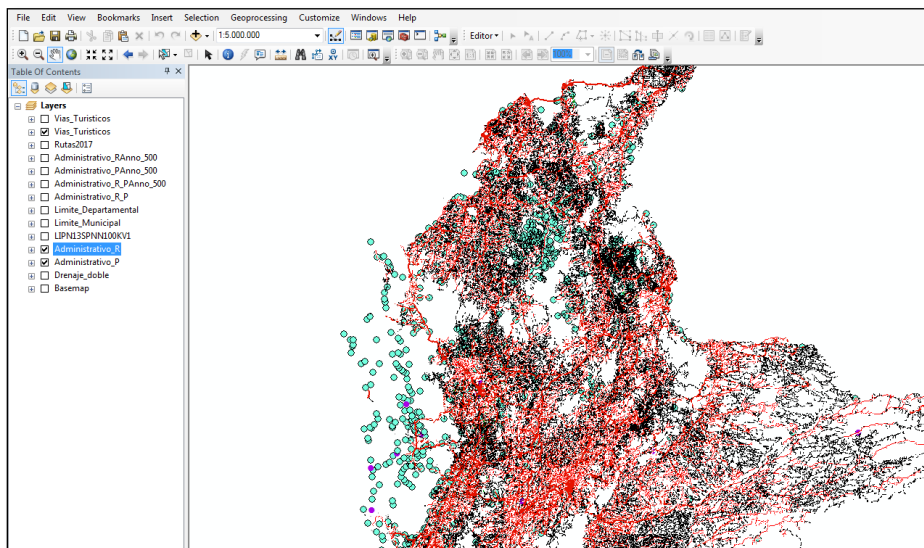 File Edit View Bookmarks Insert Selection Geoprocessing Customize Windows Help
1:5.000.000 Editor
Table Of Contents
Layers
Vias_Turisticos
Vias_Turisticos
Rutas2017
Administrativo_RAnno_500
Administrativo_PAnno_500
Administrativo_R_PAnno_500
Administrativo_R_P
Limite_Departamental
Limite_Municipal
LIPN13SPNN100KV1
Administrativo_R
Administrativo_P
Drenaje_doble
Basemap